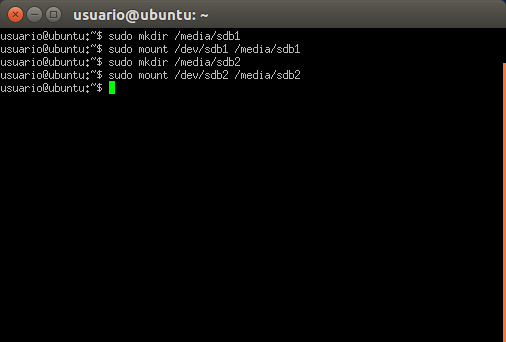 usuario@ubuntu: ~
usuario@ubuntu:~$ sudo mkdir /media/sdb1
usuario@ubuntu:~$ sudo mount /dev/sdb1 /media/sdb1
usuario@ubuntu:~$ sudo mkdir /media/sdb2
usuario@ubuntu:~$ sudo mount /dev/sdb2 /media/sdb2
usuario@ubuntu:~$